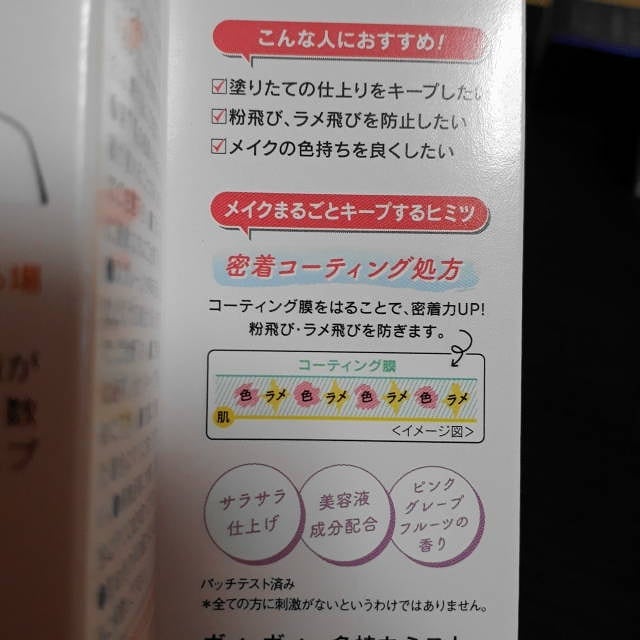 こんな人におすすめ!
塗りたての仕上りをキープしたい
粉飛び、ラメ飛びを防止したい
メイクの色持ちを良くしたい
メイクまるごとキープするヒミツ
密着コーティング処方
コーティング膜をはることで、密着力UP!
粉飛び・ラメ飛びを防ぎます。
コーティング膜
色 ラメ 色 ラメ 色 ラメ 色 ラメ
肌
<イメージ図>
サラサラ
仕上げ
美容液
成分配合
ピンク
グレープ
フルーツの
香り
パッチテスト済み
*全ての方に刺激がないというわけではありません。